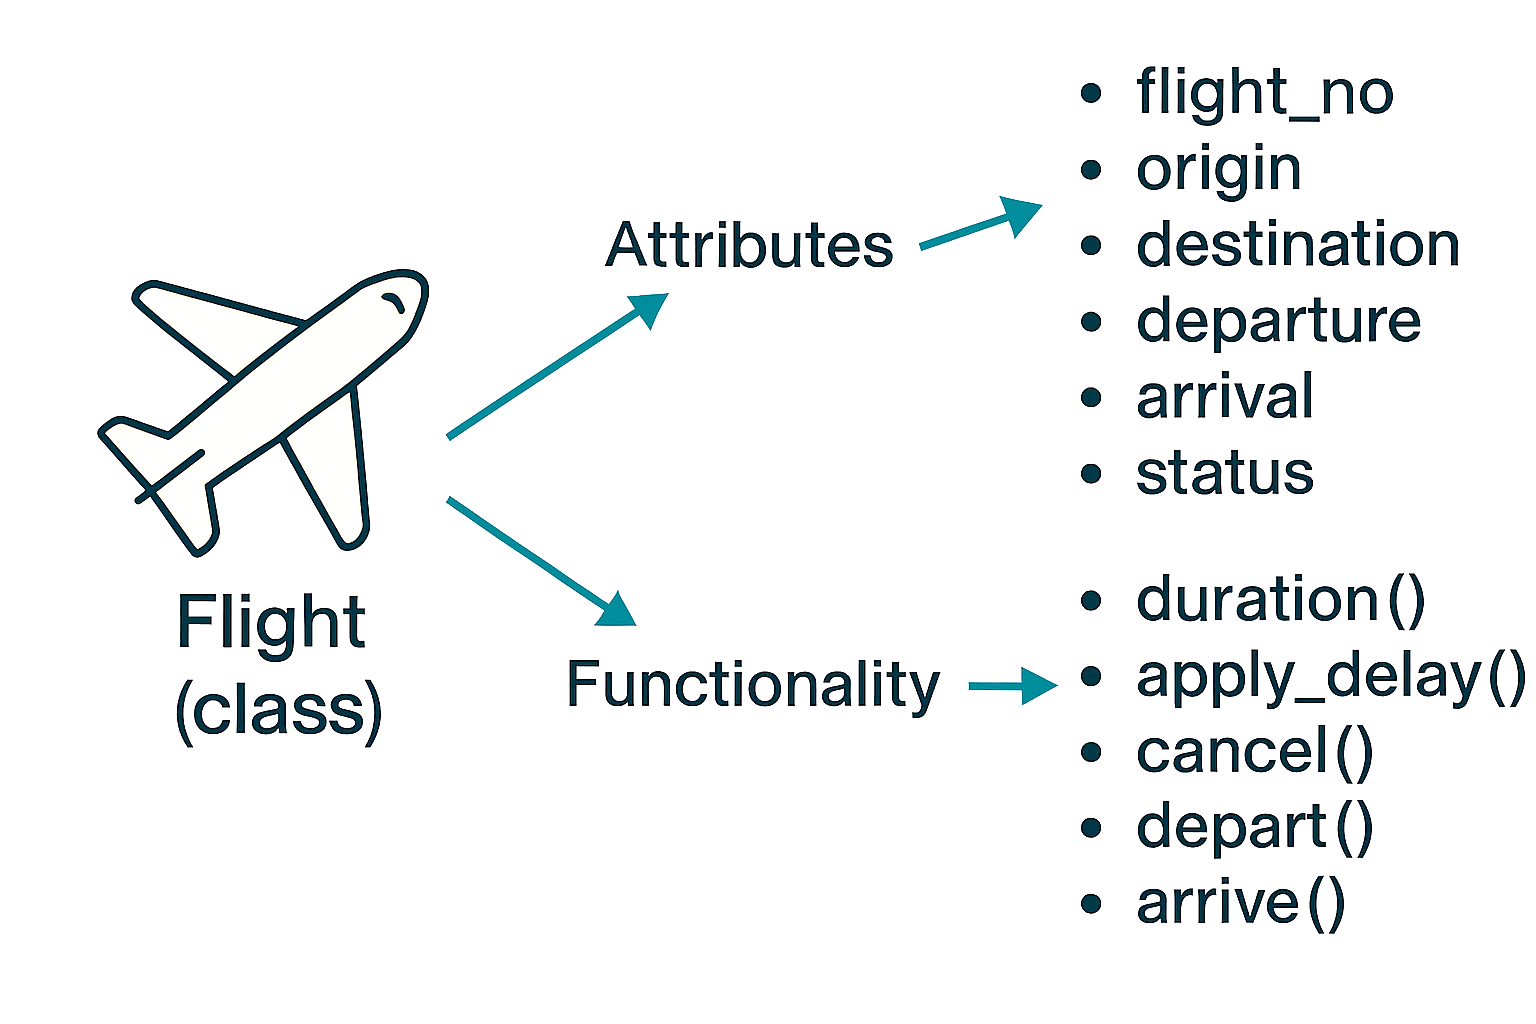 Flight
(class)
Attributes
• flight_no
• origin
• destination
• departure
• arrival
• status
Functionality
• duration()
• apply_delay()
• cancel()
• depart()
• arrive()